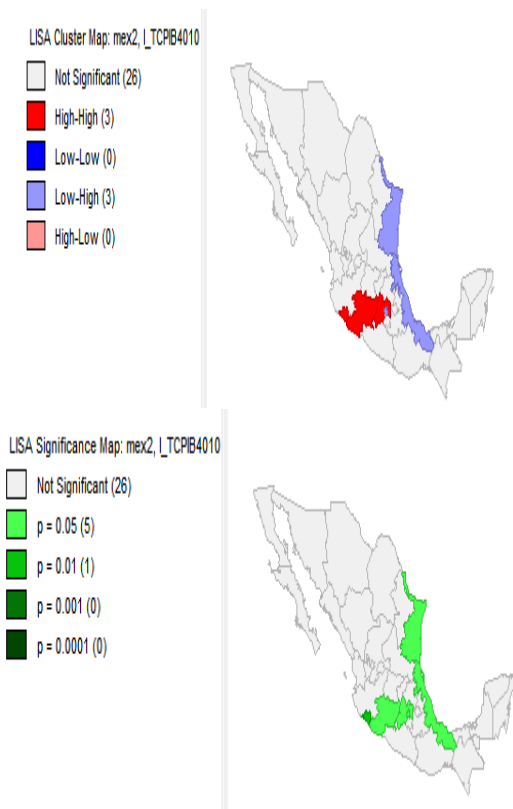 LISA Cluster Map: mex2, I_TCPIB4010
Not Significant (26)
High-High (3)
Low-Low (0)
Low-High (3)
High-Low (0)
LISA Significance Map: mex2, I_TCPIB4010
Not Significant (26)
p = 0.05 (5)
p = 0.01 (1)
p = 0.001 (0)
p = 0.0001 (0)